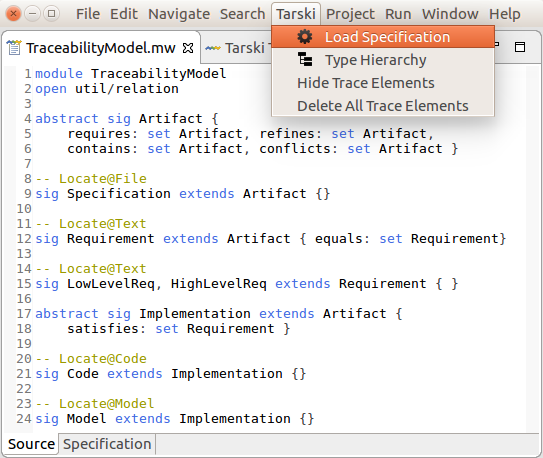 File Edit Navigate Search Tarski Project Run Window Help
TraceabilityModel.mw Tarski T
Load Specification
Type Hierarchy
Hide Trace Elements
Delete All Trace Elements
1 module TraceabilityModel
2 open util/relation
3
4 abstract sig Artifact {
5     requires: set Artifact, refines: set Artifact,
6     contains: set Artifact, conflicts: set Artifact }
7
8 -- Locate@File
9 sig Specification extends Artifact {}
10
11 -- Locate@Text
12 sig Requirement extends Artifact { equals: set Requirement}
13
14 -- Locate@Text
15 sig LowLevelReq, HighLevelReq extends Requirement { }
16
17 abstract sig Implementation extends Artifact {
18     satisfies: set Requirement }
19
20 -- Locate@Code
21 sig Code extends Implementation {}
22
23 -- Locate@Model
24 sig Model extends Implementation {}
Source Specification